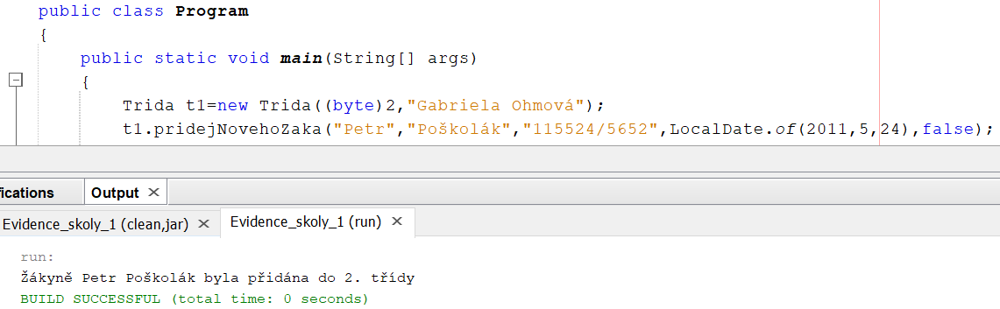 public class Program
{
public static void main(String[] args)
{
Trida t1=new Trida((byte)2,"Gabriela Ohmová");
t1.pridejNovehoZaka("Petr","Poškolák","115524/5652",LocalDate.of(2011,5,24),false);
fications Output
Evidence_skoly_1 (clean,jar) Evidence_skoly_1 (run)
run:
Žákyně Petr Poškolák byla přidána do 2. třídy
BUILD SUCCESSFUL (total time: 0 seconds)